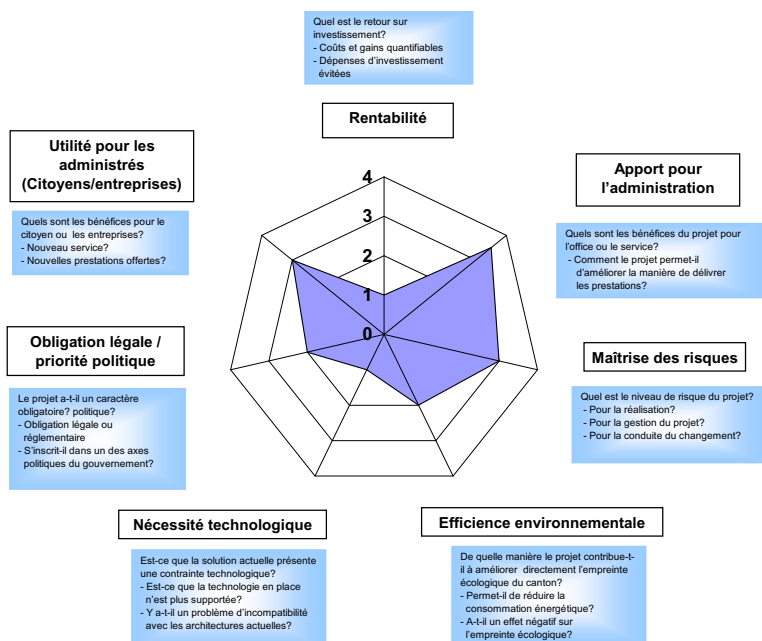 Quel est le retour sur
investissement?
- Coûts et gains quantifiables
- Dépenses d'investissement
évitées
Rentabilité
Utilité pour les
administrés
(Citoyens/entreprises)
Quels sont les bénéfices pour le
citoyen ou les entreprises?
- Nouveau service?
- Nouvelles prestations offertes?
Apport pour
l'administration
Quels sont les bénéfices du projet pour
l'office ou le service?
- Comment le projet permet-il
d'améliorer la manière de délivrer
les prestations?
4
3
2
1
0
Obligation légale /
priorité politique
Le projet a-t-il un caractère
obligatoire? politique?
- Obligation légale ou
réglementaire
- S'inscrit-il dans un des axes
politiques du gouvernement?
Maîtrise des risques
Quel est le niveau de risque du projet?
- Pour la réalisation?
- Pour la gestion du projet?
- Pour la conduite du changement?
Nécessité technologique
Est-ce que la solution actuelle présente
une contrainte technologique?
- Est-ce que la technologie en place
n'est plus supportée?
- Y a-t-il un problème d'incompatibilité
avec les architectures actuelles?
Efficience environnementale
De quelle manière le projet contribue-t-
il à améliorer directement l'empreinte
écologique du canton?
- Permet-il de réduire la
consommation énergétique?
- A-t-il un effet négatif sur
l'empreinte écologique?